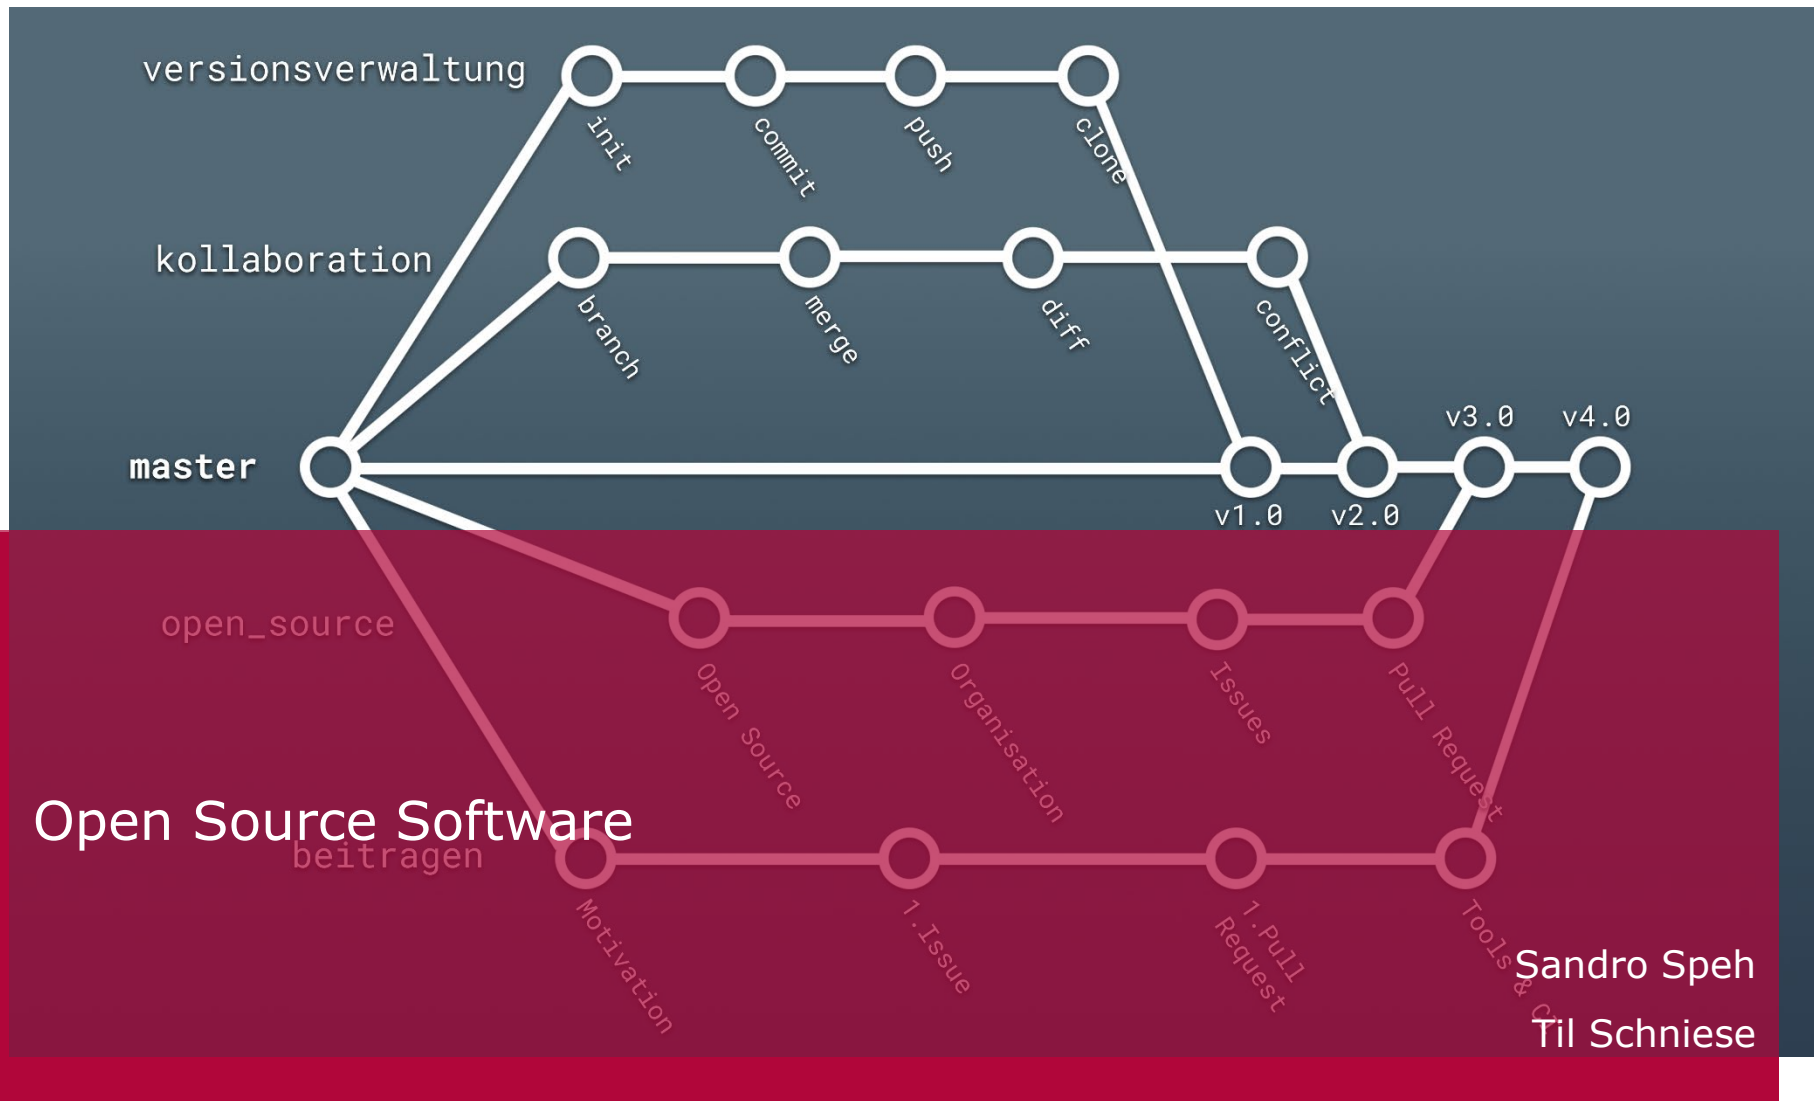 versionsverwaltung
init
commit
push
clone
kollaboration
branch
merge
diff
conflict
master
v1.0
v2.0
v3.0
v4.0
open_source
Open Source
Organisation
Issues
Pull Request
Open Source Software
beitragen
Motivation
1.Issue
1.Pull
Request
Tools &
Sandro Speh
Til Schniese